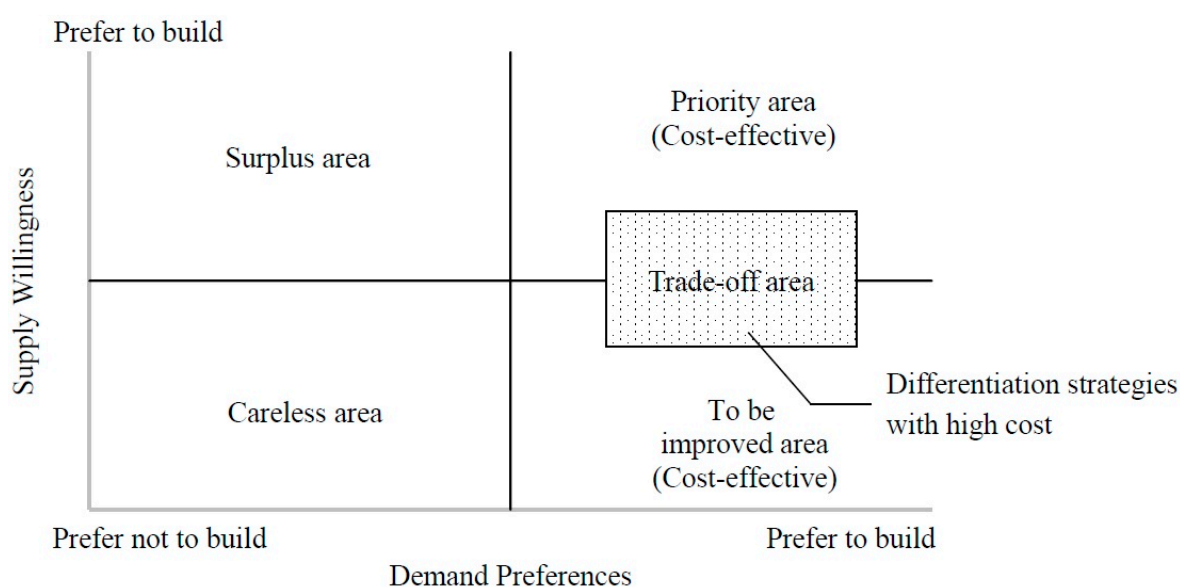 Prefer to build
Priority area
(Cost-effective)
Surplus area
Supply Willingness
Trade-off area
Differentiation strategies
with high cost
Careless area
To be
improved area
(Cost-effective)
Prefer not to build
Prefer to build
Demand Preferences